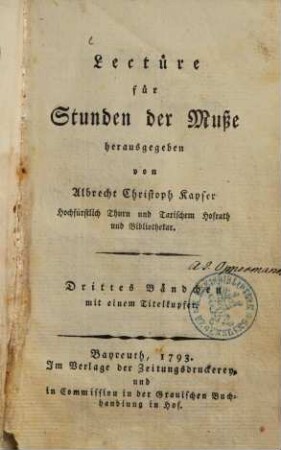 Lectüre
für
Stunden der Muße
herausgegeben
von
Albrecht Christoph Kayser
Hochfürstlich Thurn und Taxischem Hofrath
und Bibliothekar.
Drittes Bändchen
mit einem Titelkupfer.
Bayreuth, 1793.
Im Verlage der Zeitungsdruckerey,
und
in Commission in der Grauischen Buch-
handlung in Hof.